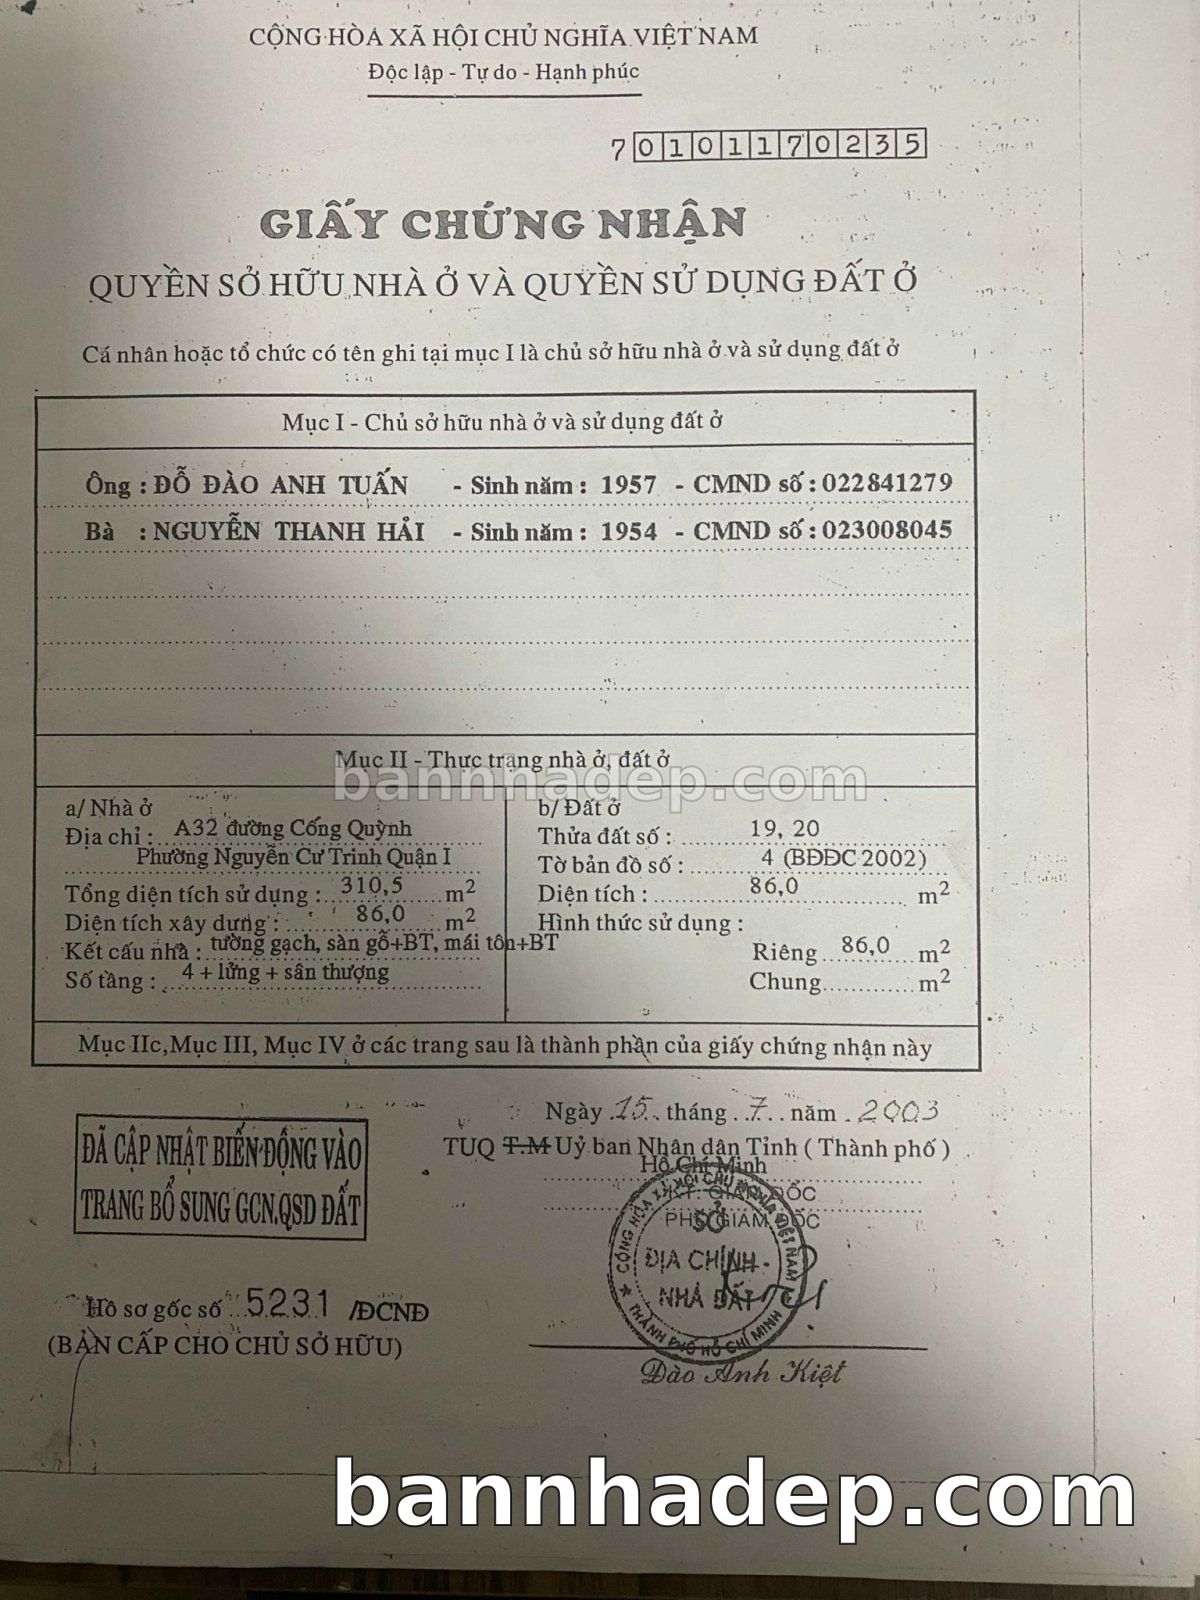 CỘNG HÒA XÃ HỘI CHỦ NGHĨA VIỆT NAM
Độc lập - Tự do - Hạnh phúc
70101170235
GIẤY CHỨNG NHẬN
QUYỀN SỞ HỮU NHÀ Ở VÀ QUYỀN SỬ DỤNG ĐẤT Ở
Cá nhân hoặc tổ chức có tên ghi tại mục I là chủ sở hữu nhà ở và sử dụng đất ở
Mục I - Chủ sở hữu nhà ở và sử dụng đất ở
Ông : ĐỖ ĐÀO ANH TUẤN - Sinh năm : 1957 - CMND số : 022841279
Bà : NGUYỄN THANH HẢI - Sinh năm : 1954 - CMND số : 023008045
Mục II - Thực trạng nhà ở, đất ở
bannhadep.com
a/ Nhà ở
Địa chỉ : A32 đường Cống Quỳnh
Phường Nguyễn Cư Trinh Quận I
Tổng diện tích sử dụng : 310,5 m2
Diện tích xây dựng : 86,0 m2
Kết cấu nhà : tường gạch, sàn gỗ+BT, mái tôn+BT
Số tầng : 4 + lửng + sân thượng
b/ Đất ở
Thửa đất số : 19, 20
Tờ bản đồ số : 4 (BĐĐC 2002)
Diện tích : 86,0 m2
Hình thức sử dụng :
Riêng 86,0 m2
Chung m2
Mục IIc, Mục III, Mục IV ở các trang sau là thành phần của giấy chứng nhận này
Ngày 15 tháng 7 năm 2003
TUQ T.M Uỷ ban Nhân dân Tỉnh ( Thành phố )
Hồ Chí Minh
KT. GIÁM ĐỐC
PHÓ GIÁM ĐỐC
CỘNG HÒA XÃ HỘI CHỦ NGHĨA VIỆT NAM
SỞ
ĐỊA CHÍNH -
NHÀ ĐẤT
THÀNH PHỐ HỒ CHÍ MINH
Đào Anh Kiệt
ĐÃ CẬP NHẬT BIẾN ĐỘNG VÀO
TRANG BỔ SUNG GCN.QSD ĐẤT
Hồ sơ gốc số 5231 /ĐCNĐ
(BẢN CẤP CHO CHỦ SỞ HỮU)
bannhadep.com